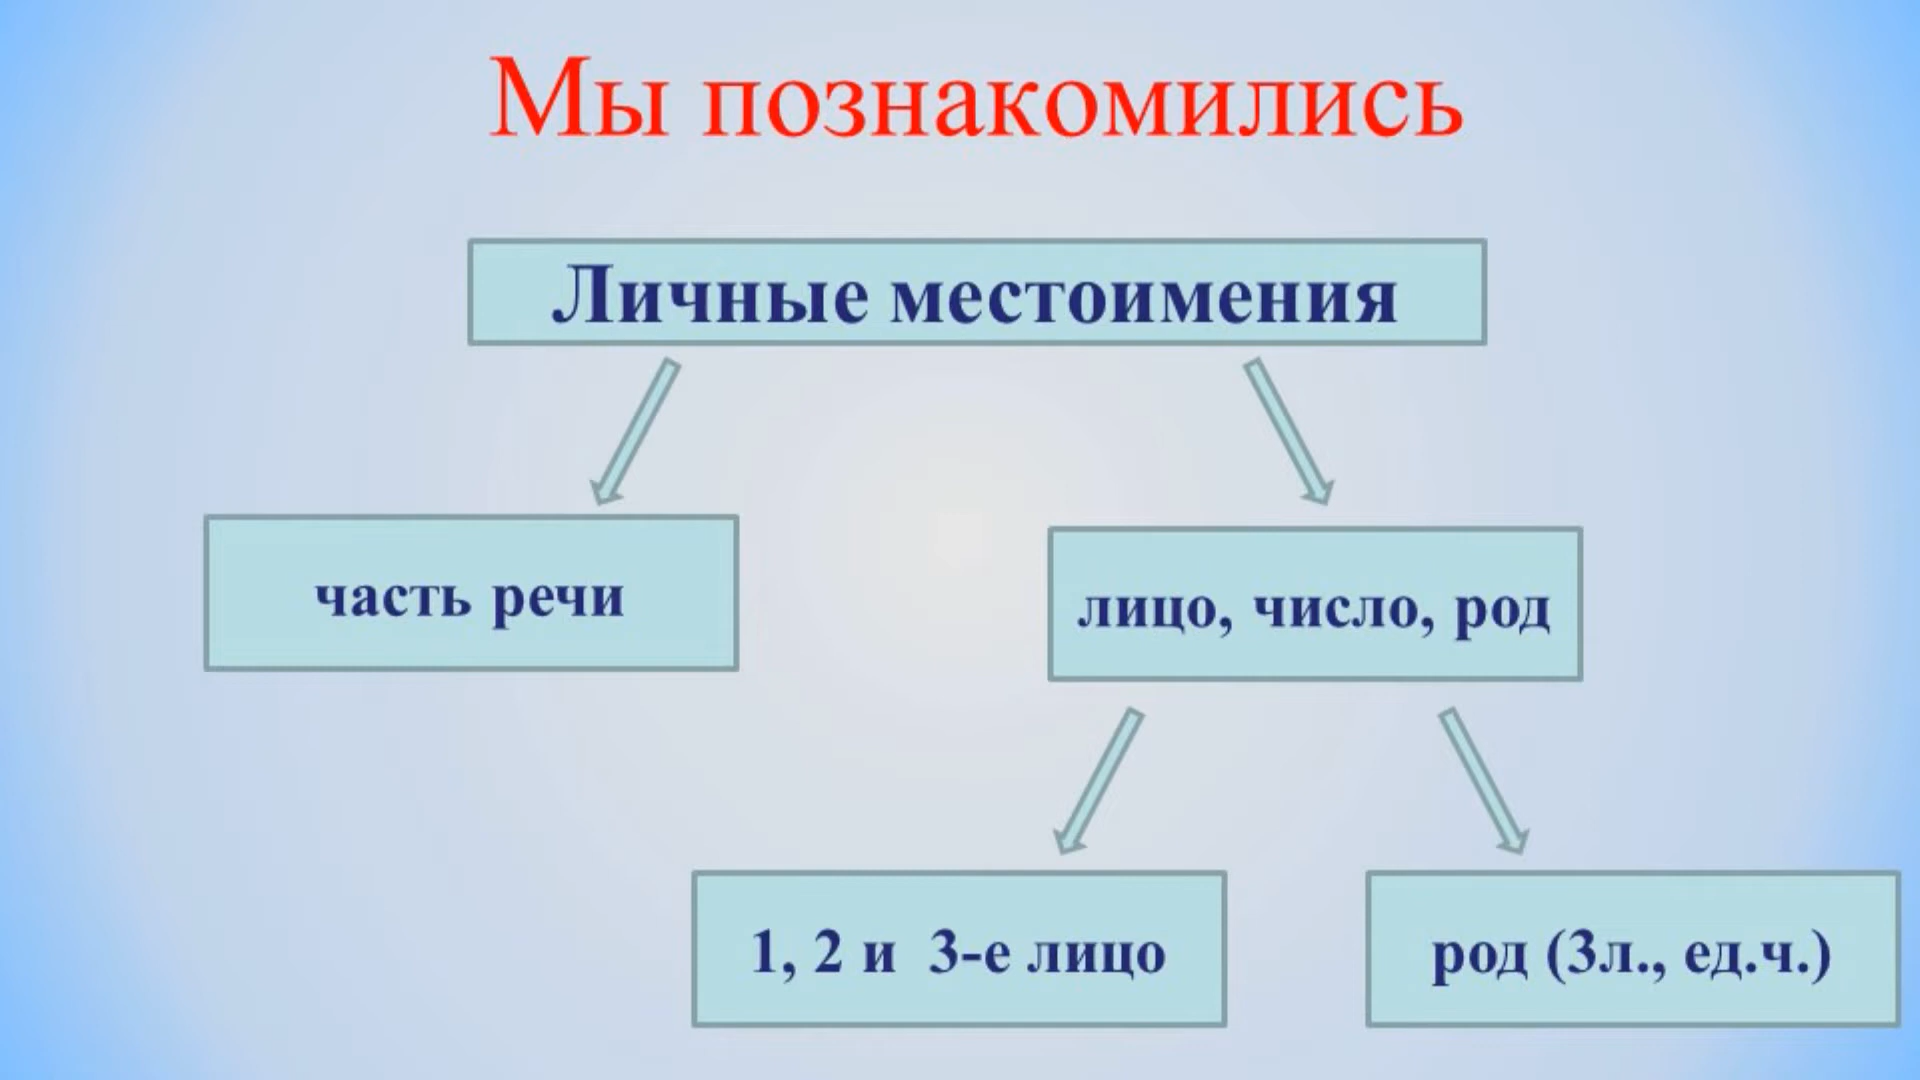 Мы познакомились
Личные местоимения
часть речи
лицо, число, род
1, 2 и 3-е лицо
род (3л., ед.ч.)